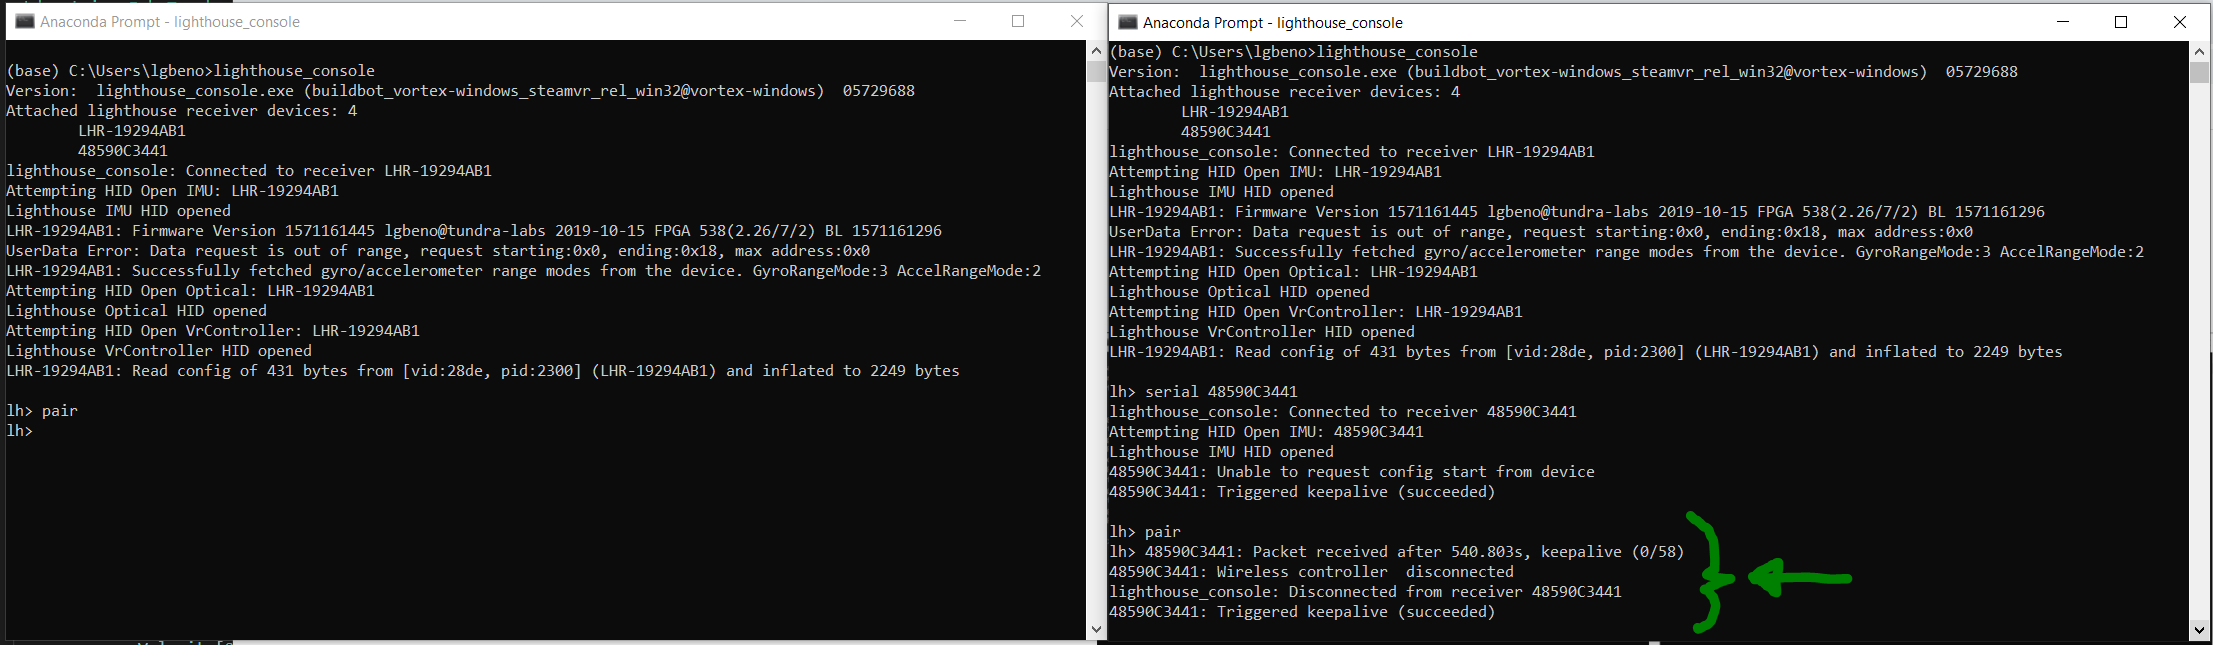 Anaconda Prompt - lighthouse_console
(base) C:\Users\lgbeno>lighthouse_console
Version:  lighthouse_console.exe (buildbot_vortex-windows_steamvr_rel_win32@vortex-windows)  05729688
Attached lighthouse receiver devices: 4
LHR-19294AB1
48590C3441
lighthouse_console: Connected to receiver LHR-19294AB1
Attempting HID Open IMU: LHR-19294AB1
Lighthouse IMU HID opened
LHR-19294AB1: Firmware Version 1571161445 lgbeno@tundra-labs 2019-10-15 FPGA 538(2.26/7/2) BL 1571161296
UserData Error: Data request is out of range, request starting:0x0, ending:0x18, max address:0x0
LHR-19294AB1: Successfully fetched gyro/accelerometer range modes from the device. GyroRangeMode:3 AccelRangeMode:2
Attempting HID Open Optical: LHR-19294AB1
Lighthouse Optical HID opened
Attempting HID Open VrController: LHR-19294AB1
Lighthouse VrController HID opened
LHR-19294AB1: Read config of 431 bytes from [vid:28de, pid:2300] (LHR-19294AB1) and inflated to 2249 bytes
lh> pair
lh>
Anaconda Prompt - lighthouse_console
(base) C:\Users\lgbeno>lighthouse_console
Version:  lighthouse_console.exe (buildbot_vortex-windows_steamvr_rel_win32@vortex-windows)  05729688
Attached lighthouse receiver devices: 4
LHR-19294AB1
48590C3441
lighthouse_console: Connected to receiver LHR-19294AB1
Attempting HID Open IMU: LHR-19294AB1
Lighthouse IMU HID opened
LHR-19294AB1: Firmware Version 1571161445 lgbeno@tundra-labs 2019-10-15 FPGA 538(2.26/7/2) BL 1571161296
UserData Error: Data request is out of range, request starting:0x0, ending:0x18, max address:0x0
LHR-19294AB1: Successfully fetched gyro/accelerometer range modes from the device. GyroRangeMode:3 AccelRangeMode:2
Attempting HID Open Optical: LHR-19294AB1
Lighthouse Optical HID opened
Attempting HID Open VrController: LHR-19294AB1
Lighthouse VrController HID opened
LHR-19294AB1: Read config of 431 bytes from [vid:28de, pid:2300] (LHR-19294AB1) and inflated to 2249 bytes
lh> serial 48590C3441
lighthouse_console: Connected to receiver 48590C3441
Attempting HID Open IMU: 48590C3441
Lighthouse IMU HID opened
48590C3441: Unable to request config start from device
48590C3441: Triggered keepalive (succeeded)
lh> pair
lh> 48590C3441: Packet received after 540.803s, keepalive (0/58)
48590C3441: Wireless controller  disconnected
lighthouse_console: Disconnected from receiver 48590C3441
48590C3441: Triggered keepalive (succeeded)